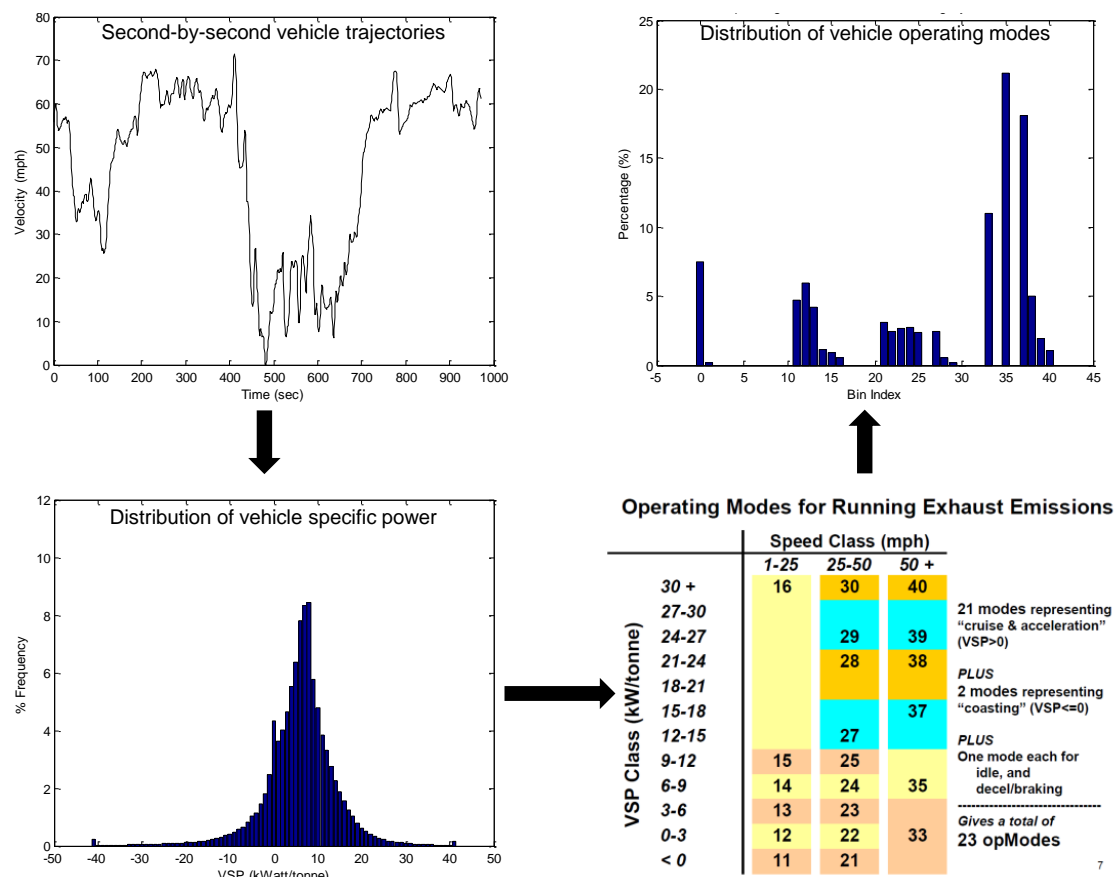 Second-by-second vehicle trajectories
80
70
60
50
40
30
20
10
0
Velocity (mph)
0 100 200 300 400 500 600 700 800 900 1000
Time (sec)
Distribution of vehicle operating modes
25
20
15
10
5
0
Percentage (%)
-5 0 5 10 15 20 25 30 35 40 45
Bin Index
Distribution of vehicle specific power
12
10
8
6
4
2
0
% Frequency
-50 -40 -30 -20 -10 0 10 20 30 40 50
VSP (kWatt/tonne)
Operating Modes for Running Exhaust Emissions
Speed Class (mph)
1-25 25-50 50 +
VSP Class (kW/tonne)
30 + 16 30 40
27-30
24-27 29 39
21-24 28 38
18-21
15-18 37
12-15 27
9-12 15 25
6-9 14 24 35
3-6 13 23
0-3 12 22 33
< 0 11 21
21 modes representing
“cruise & acceleration”
(VSP>0)
PLUS
2 modes representing
“coasting” (VSP<=0)
PLUS
One mode each for
idle, and
decel/braking
Gives a total of
23 opModes
7